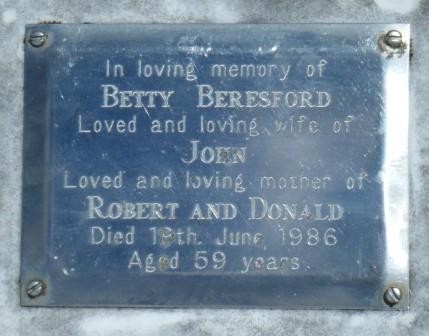 In loving memory of
BETTY BERESFORD
Loved and loving wife of
JOHN
Loved and loving mother of
ROBERT AND DONALD
Died 19th. June, 1986
Aged 59 years